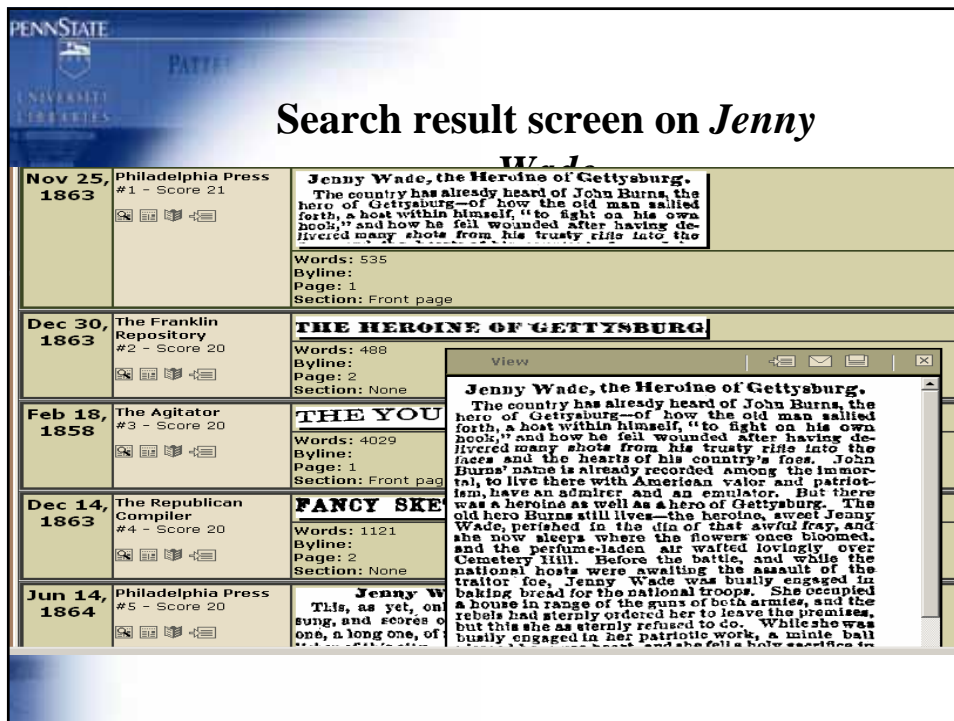 PENNSTATE
UNIVERSITY
LIBRARIES
Search result screen on Jenny
Wade
Nov 25,
1863
Philadelphia Press
#1 - Score 21
Jenny Wade, the Heroine of Gettysburg.
The country has already heard of John Burns, the
hero of Gettysburg—of how the old man sallied
forth, a host within himself, "to fight on his own
hook," and how he fell wounded after having de-
livered many shots from his trusty rifle into the
Words: 535
Byline:
Page: 1
Section: Front page
Dec 30,
1863
The Franklin
Repository
#2 - Score 20
THE HEROINE OF GETTYSBURG.
Words: 488
Byline:
Page: 2
Section: None
Feb 18,
1858
The Agitator
#3 - Score 20
THE YOU
Words: 4029
Byline:
Page: 1
Section: Front pag
Dec 14,
1863
The Republican
Compiler
#4 - Score 20
FANCY SKE
Words: 1121
Byline:
Page: 2
Section: None
Jun 14,
1864
Philadelphia Press
#5 - Score 20
Jenny W
This, as yet, onl
sung, and scores o
one, a long one, of
View
Jenny Wade, the Heroine of Gettysburg.
The country has already heard of John Burns, the
hero of Gettysburg—of how the old man sallied
forth, a host within himself, "to fight on his own
hook," and how he fell wounded after having de-
livered many shots from his trusty rifle into the
faces and the hearts of his country's foes. John
Burns' name is already recorded among the immor-
tal, to live there with American valor and patriot-
ism, have an admirer and an emulator. But there
was a heroine as well as a hero of Gettysburg. The
old hero Burns still lives—the heroine, sweet Jenny
Wade, perished in the din of that awful fray, and
she now sleeps where the flowers once bloomed,
and the perfume-laden air wafted lovingly over
Cemetery Hill. Before the battle, and while the
national hosts were awaiting the assault of the
traitor foe, Jenny Wade was busily engaged in
baking bread for the national troops. She occupied
a house in range of the guns of both armies, and the
rebels had sternly ordered her to leave the premises,
but this she as sternly refused to do. While she was
busily engaged in her patriotic work, a minie ball
and she fell a holy sacrifice in